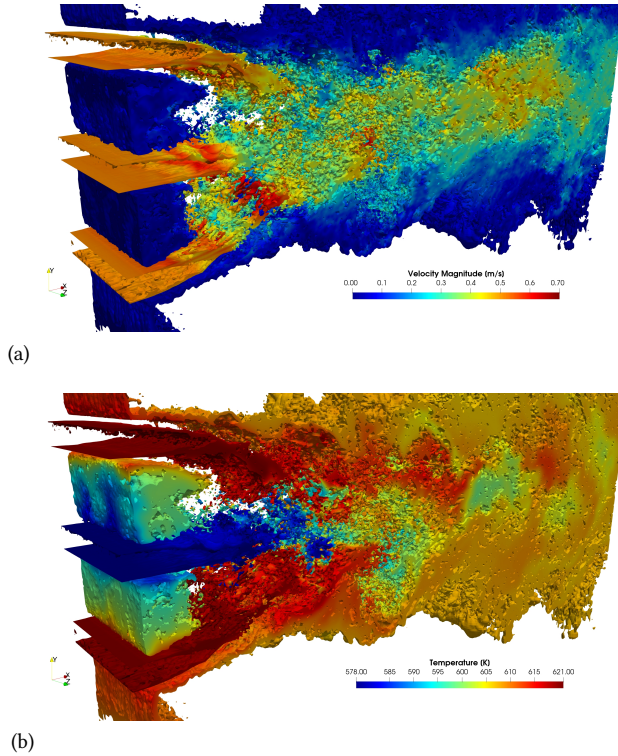 Y
X
Z
Velocity Magnitude (m/s)
0.00 0.1 0.2 0.3 0.4 0.5 0.6 0.70
(a)
Y
X
Z
Temperature (K)
578.00 585 590 595 600 605 610 615 621.00
(b)